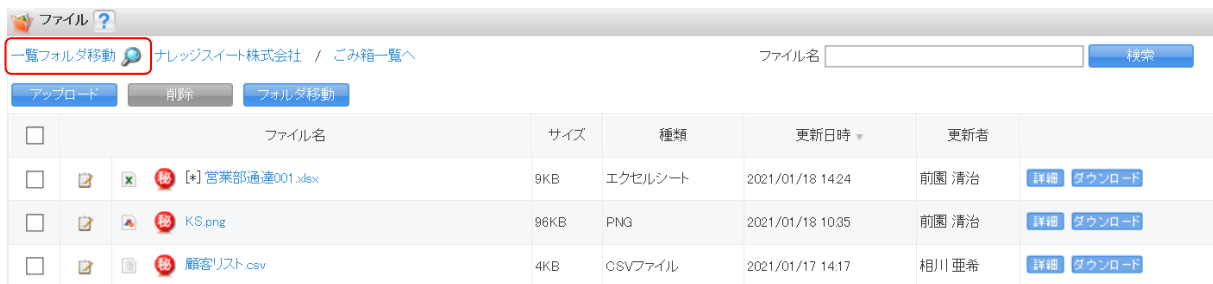 ファイル ?
一覧フォルダ移動 ナレッジスイート株式会社 / ごみ箱一覧へ ファイル名 検索
アップロード 削除 フォルダ移動
ファイル名 サイズ 種類 更新日時 更新者
秘 [*] 営業部通達001.xlsx 9KB エクセルシート 2021/01/18 14:24 前園 清治 詳細 ダウンロード
秘 KS.png 96KB PNG 2021/01/18 10:35 前園 清治 詳細 ダウンロード
秘 顧客リスト.csv 4KB CSVファイル 2021/01/17 14:17 相川 亜希 詳細 ダウンロード